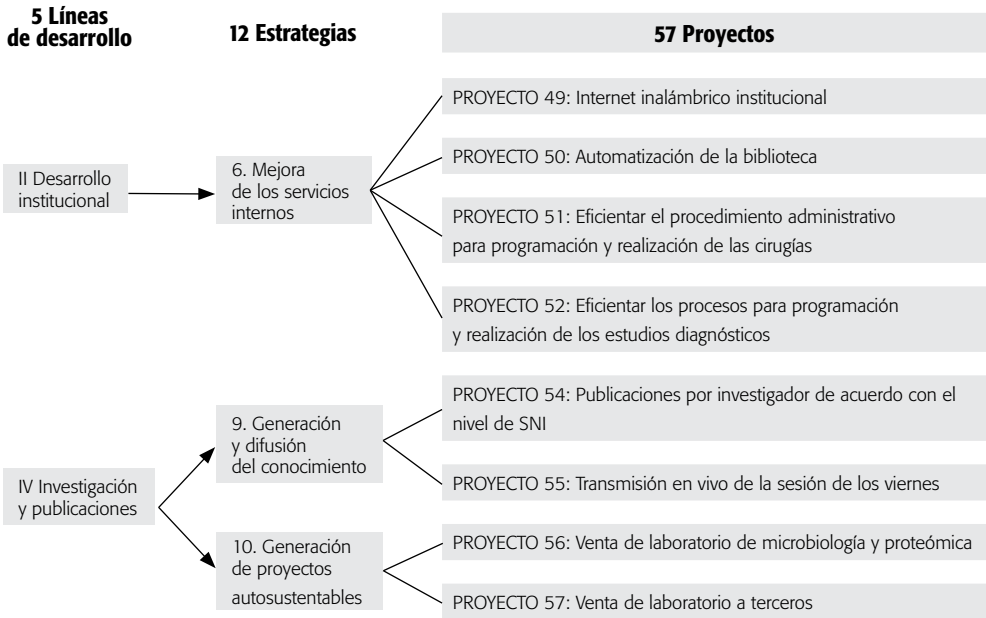 5 Líneas
de desarrollo
12 Estrategias
57 Proyectos
II Desarrollo
institucional
6. Mejora
de los servicios
internos
PROYECTO 49: Internet inalámbrico institucional
PROYECTO 50: Automatización de la biblioteca
PROYECTO 51: Eficientar el procedimiento administrativo
para programación y realización de las cirugías
PROYECTO 52: Eficientar los procesos para programación
y realización de los estudios diagnósticos
IV Investigación
y publicaciones
9. Generación
y difusión
del conocimiento
PROYECTO 54: Publicaciones por investigador de acuerdo con el
nivel de SNI
PROYECTO 55: Transmisión en vivo de la sesión de los viernes
10. Generación
de proyectos
autosustentables
PROYECTO 56: Venta de laboratorio de microbiología y proteómica
PROYECTO 57: Venta de laboratorio a terceros